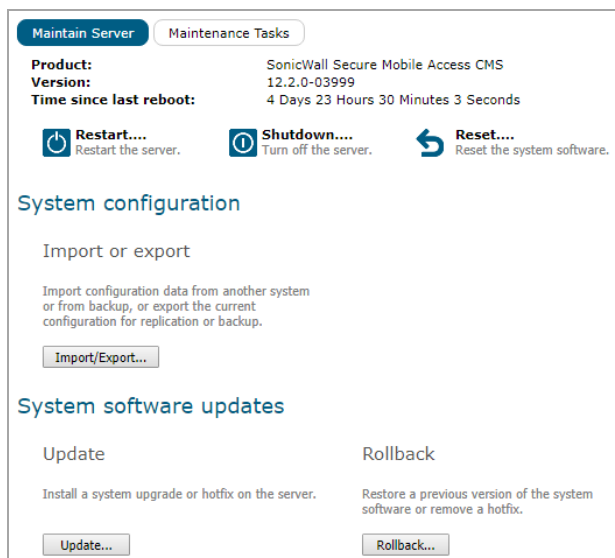 Maintain Server Maintenance Tasks
Product: SonicWall Secure Mobile Access CMS
Version: 12.2.0-03999
Time since last reboot: 4 Days 23 Hours 30 Minutes 3 Seconds
Restart.... Shutdown.... Reset....
Restart the server. Turn off the server. Reset the system software.
System configuration
Import or export
Import configuration data from another system
or from backup, or export the current
configuration for replication or backup.
Import/Export...
System software updates
Update
Install a system upgrade or hotfix on the server.
Update...
Rollback
Restore a previous version of the system
software or remove a hotfix.
Rollback...